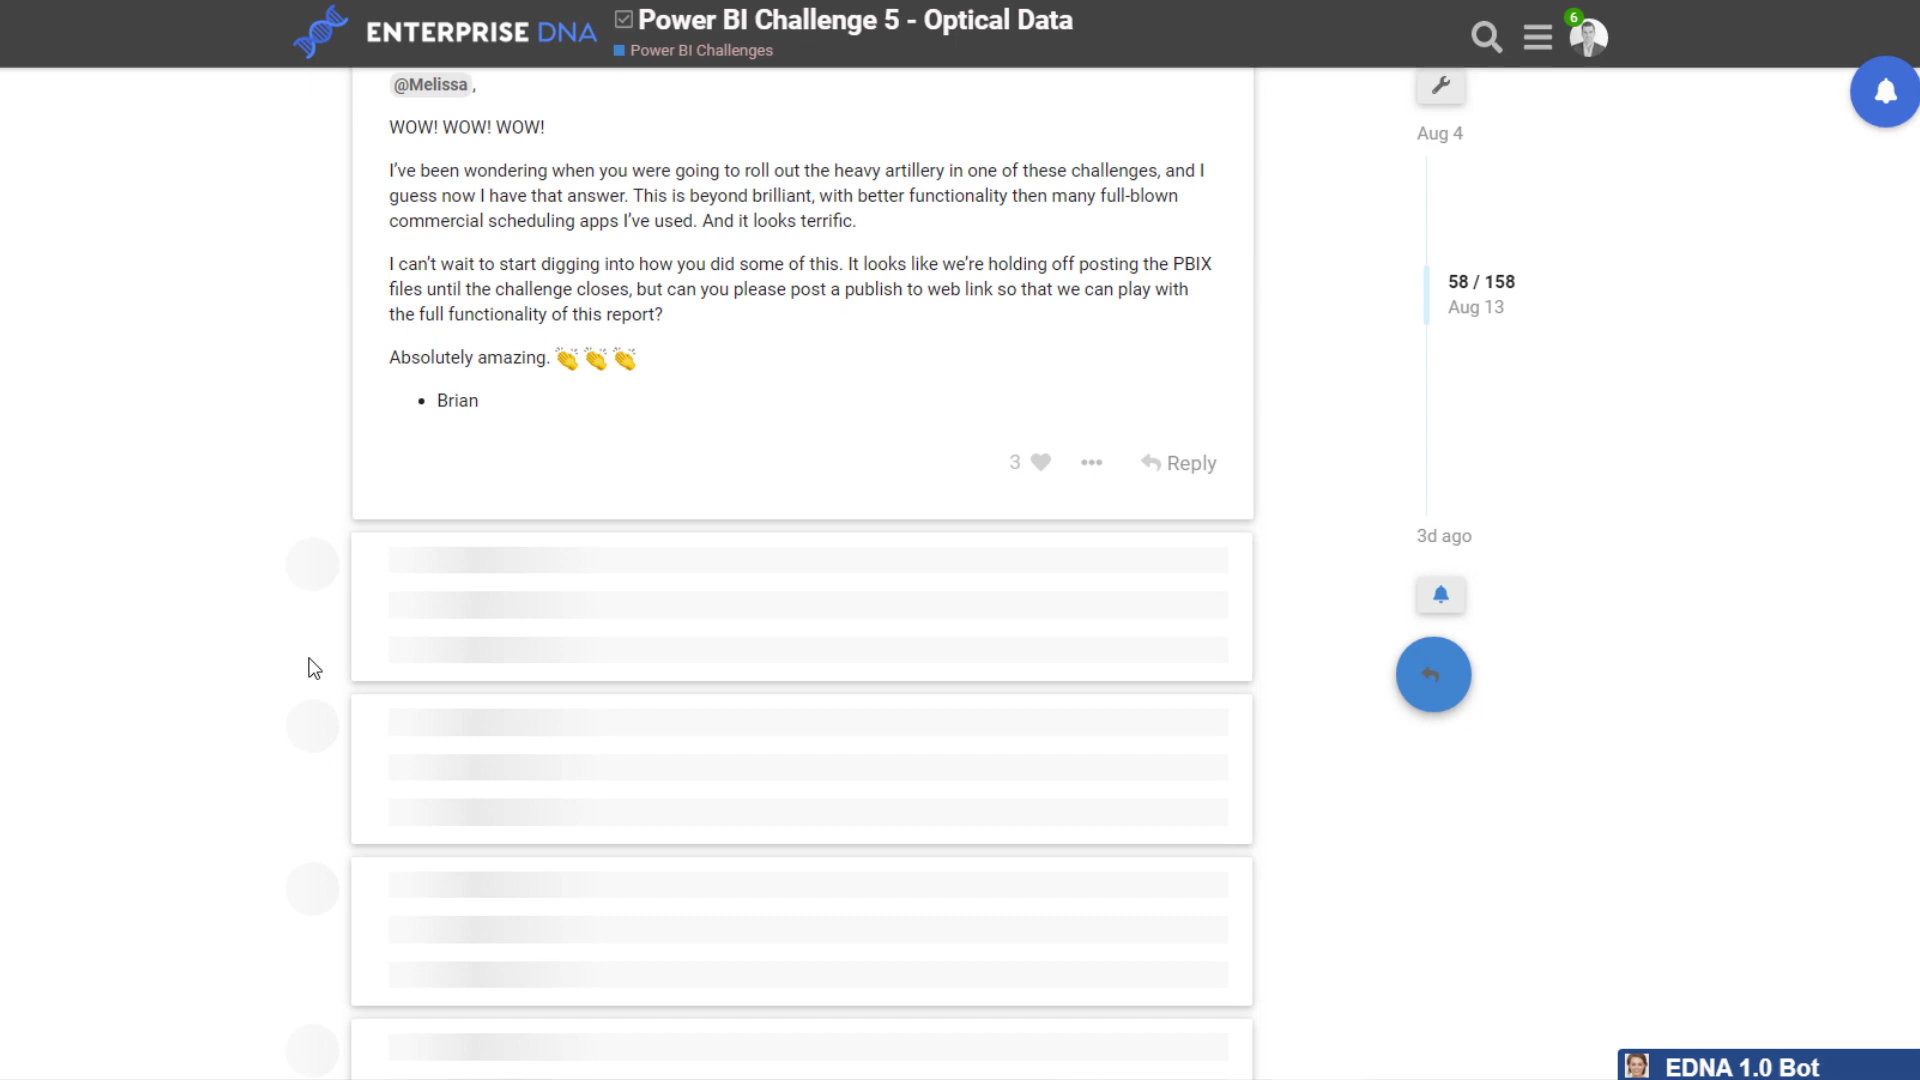 ENTERPRISE DNA
Power BI Challenge 5 - Optical Data
Power BI Challenges
6
@Melissa ,
WOW! WOW! WOW!
I've been wondering when you were going to roll out the heavy artillery in one of these challenges, and I
guess now I have that answer. This is beyond brilliant, with better functionality then many full-blown
commercial scheduling apps I've used. And it looks terrific.
I can't wait to start digging into how you did some of this. It looks like we're holding off posting the PBIX
files until the challenge closes, but can you please post a publish to web link so that we can play with
the full functionality of this report?
Absolutely amazing.
• Brian
3
Reply
Aug 4
58 / 158
Aug 13
3d ago
EDNA 1.0 Bot